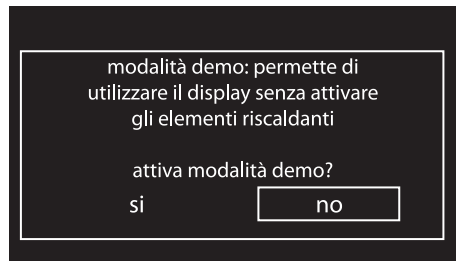 modalità demo: permette di
utilizzare il display senza attivare
gli elementi riscaldanti
attiva modalità demo?
si no